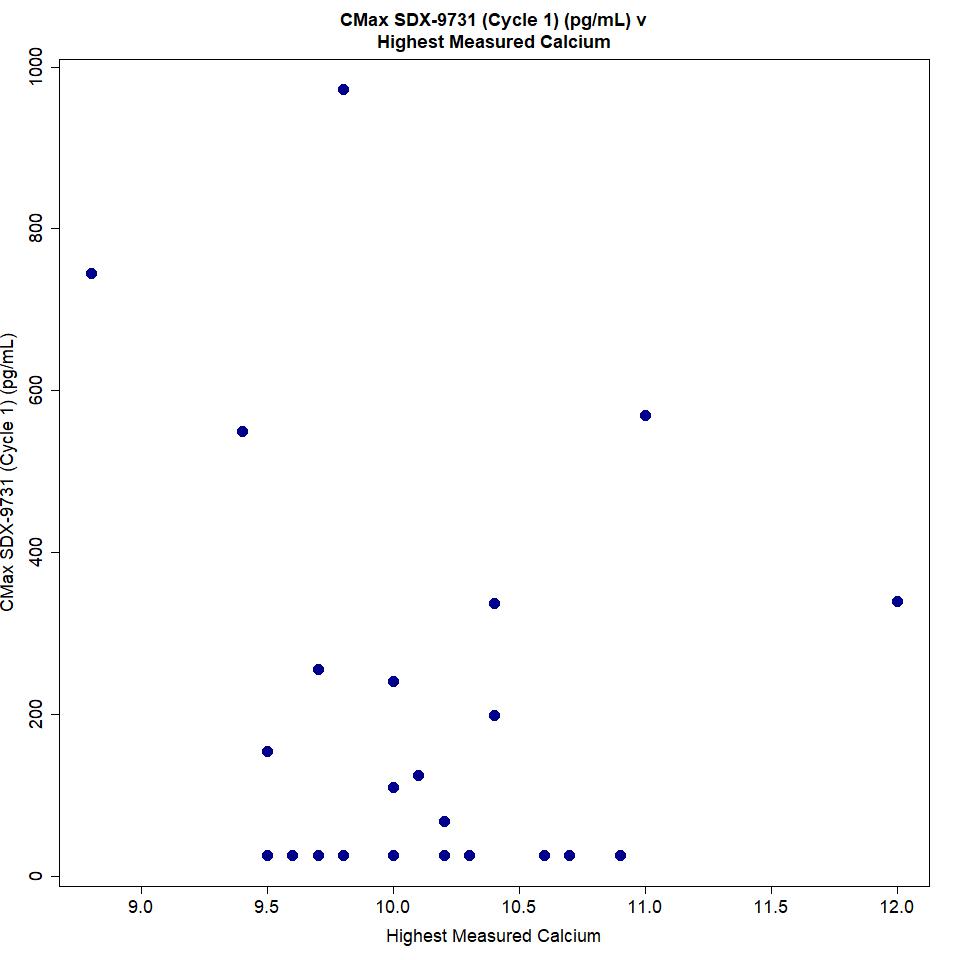 CMax SDX-9731 (Cycle 1) (pg/mL) v
Highest Measured Calcium
CMax SDX-9731 (Cycle 1) (pg/mL)
1000
800
600
400
200
0
9.0 9.5 10.0 10.5 11.0 11.5 12.0
Highest Measured Calcium